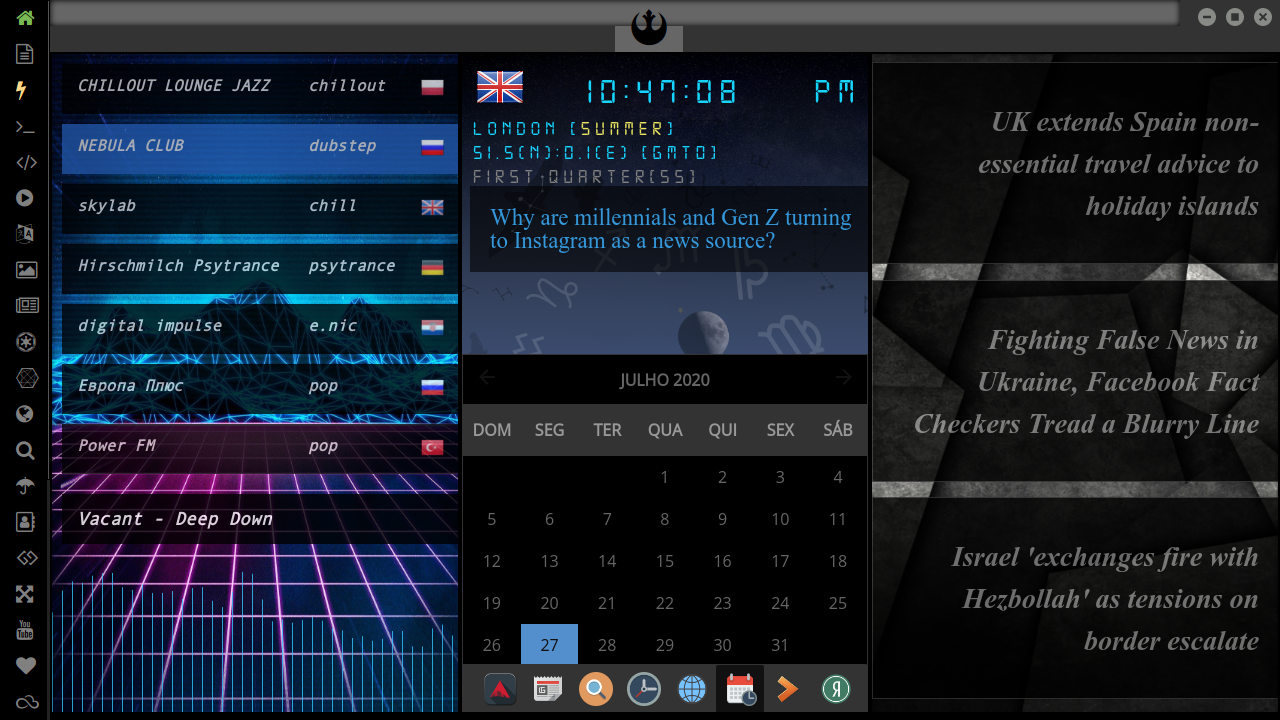 CHILLOUT LOUNGE JAZZ chillout
NEBULA CLUB dubstep
skylab chill
Hirschmilch Psytrance psytrance
digital impulse e.nic
Европа Плюс pop
Power FM pop
Vacant - Deep Down
10:47:08 PM
LONDON (SUMMER)
51.5(N):0.1(E) (GMT0)
FIRST QUARTER(55)
Why are millennials and Gen Z turning
to Instagram as a news source?
JULHO 2020
DOM SEG TER QUA QUI SEX SÁB
1 2 3 4
5 6 7 8 9 10 11
12 13 14 15 16 17 18
19 20 21 22 23 24 25
26 27 28 29 30 31
UK extends Spain non-
essential travel advice to
holiday islands
Fighting False News in
Ukraine, Facebook Fact
Checkers Tread a Blurry Line
Israel 'exchanges fire with
Hezbollah' as tensions on
border escalate
You
Tube
Я